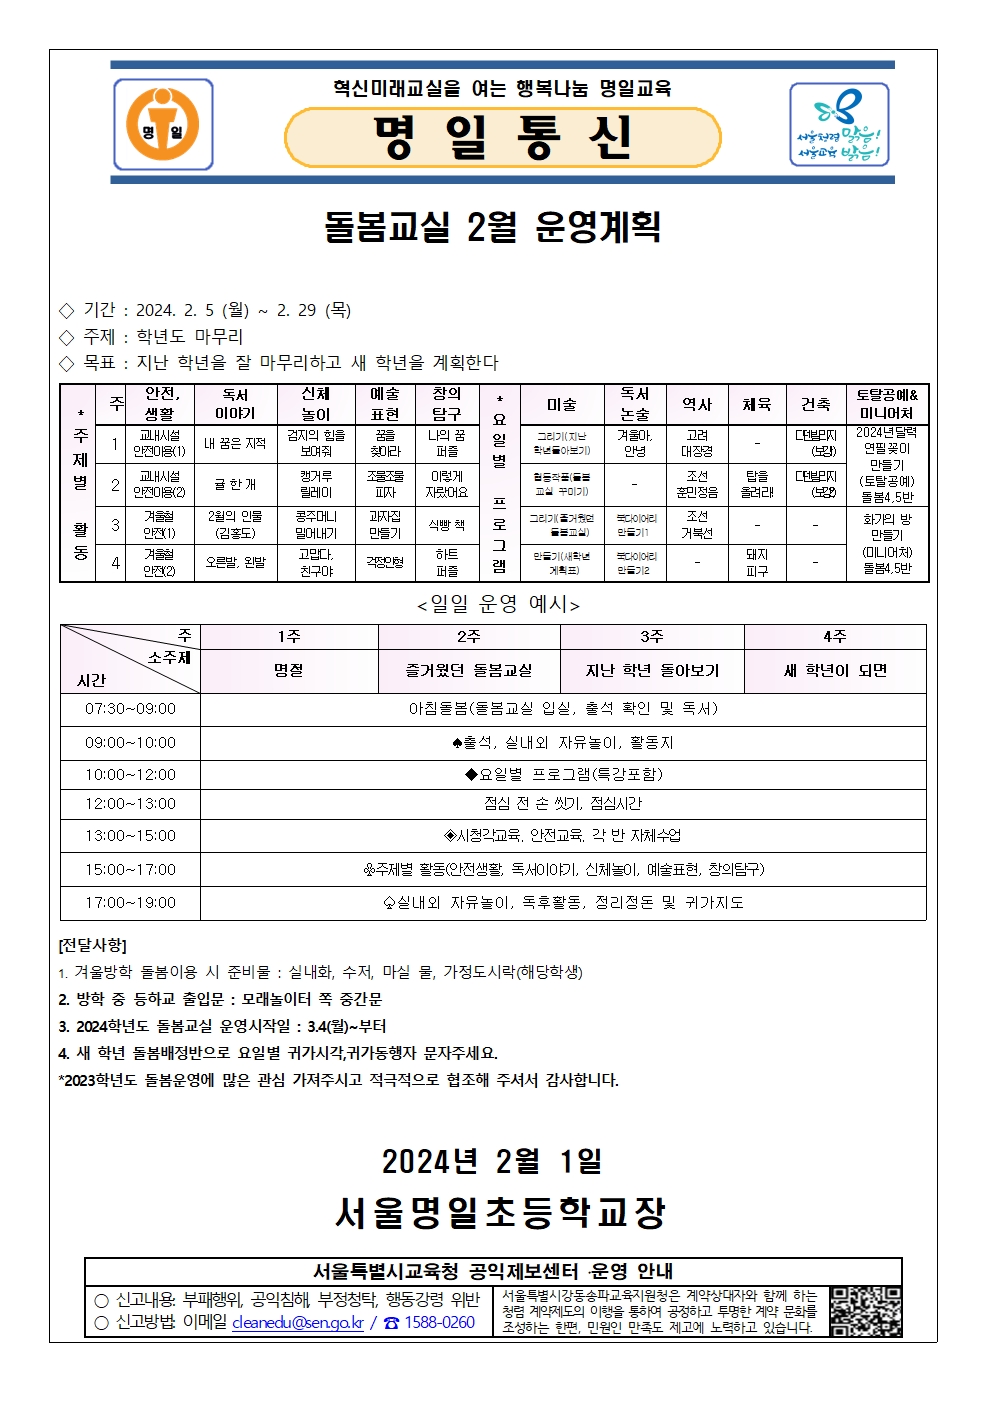 혁신미래교실을 여는 행복나눔 명일교육
명일
명 일 통 신
서울청렴 맑음!
서울교육 밝음!
돌봄교실 2월 운영계획
◇ 기간 : 2024. 2. 5 (월) ~ 2. 29 (목)
◇ 주제 : 학년도 마무리
◇ 목표 : 지난 학년을 잘 마무리하고 새 학년을 계획한다
* 주제별 활동 주 안전, 생활 독서 이야기 신체 놀이 예술 표현 창의 탐구 * 요일별 프로그램 미술 독서 논술 역사 체육 건축 토탈공예& 미니어처
1 교내시설 안전이용(1) 내 꿈은 지적 검지의 힘을 보여줘 꿈을 찾아라 나의 꿈 퍼즐 그리기(지난 학년돌아보기) 겨울아, 안녕 고려 대장경 - (보강) 2024년달력 연필꽂이 만들기 (토탈공예) 돌봄4,5반
2 교내시설 안전이용(2) 귤 한 개 캥거루 릴레이 조물조물 피자 이렇게 자랐어요 협동작품(돌봄 교실 꾸미기) - 조선 훈민정음 탑을 올려라! (보강)
3 겨울철 안전(1) 2월의 인물 (김홍도) 콩주머니 밀어내기 과자집 만들기 식빵 책 그리기(즐거웠던 돌봄교실) 북다이어리 만들기1 조선 거북선 - - 화가의 방 만들기 (미니어처) 돌봄4,5반
4 겨울철 안전(2) 오른발, 왼발 고맙다, 친구야 걱정인형 하트 퍼즐 만들기(새학년 계획표) 북다이어리 만들기2 - 돼지 피구 -
<일일 운영 예시>
주 소주제 시간 1주 2주 3주 4주
명절 즐거웠던 돌봄교실 지난 학년 돌아보기 새 학년이 되면
07:30~09:00 아침돌봄(돌봄교실 입실, 출석 확인 및 독서)
09:00~10:00 ♠출석, 실내외 자유놀이, 활동지
10:00~12:00 ◆요일별 프로그램(특강포함)
12:00~13:00 점심 전 손 씻기, 점심시간
13:00~15:00 ◈시청각교육, 안전교육, 각 반 자체수업
15:00~17:00 ♧주제별 활동(안전생활, 독서이야기, 신체놀이, 예술표현, 창의탐구)
17:00~19:00 ♤실내외 자유놀이, 독후활동, 정리정돈 및 귀가지도
[전달사항]
1. 겨울방학 돌봄이용 시 준비물 : 실내화, 수저, 마실 물, 가정도시락(해당학생)
2. 방학 중 등하교 출입문 : 모래놀이터 쪽 중간문
3. 2024학년도 돌봄교실 운영시작일 : 3.4(월)~부터
4. 새 학년 돌봄배정반으로 요일별 귀가시각,귀가동행자 문자주세요.
*2023학년도 돌봄운영에 많은 관심 가져주시고 적극적으로 협조해 주셔서 감사합니다.
2024년 2월 1일
서울명일초등학교장
서울특별시교육청 공익제보센터 운영 안내
○ 신고내용: 부패행위, 공익침해, 부정청탁, 행동강령 위반
○ 신고방법: 이메일 cleanedu@sen.go.kr / ☎ 1588-0260
서울특별시강동송파교육지원청은 계약상대자와 함께 하는
청렴 계약제도의 이행을 통하여 공정하고 투명한 계약 문화를
조성하는 한편, 민원인 만족도 제고에 노력하고 있습니다.